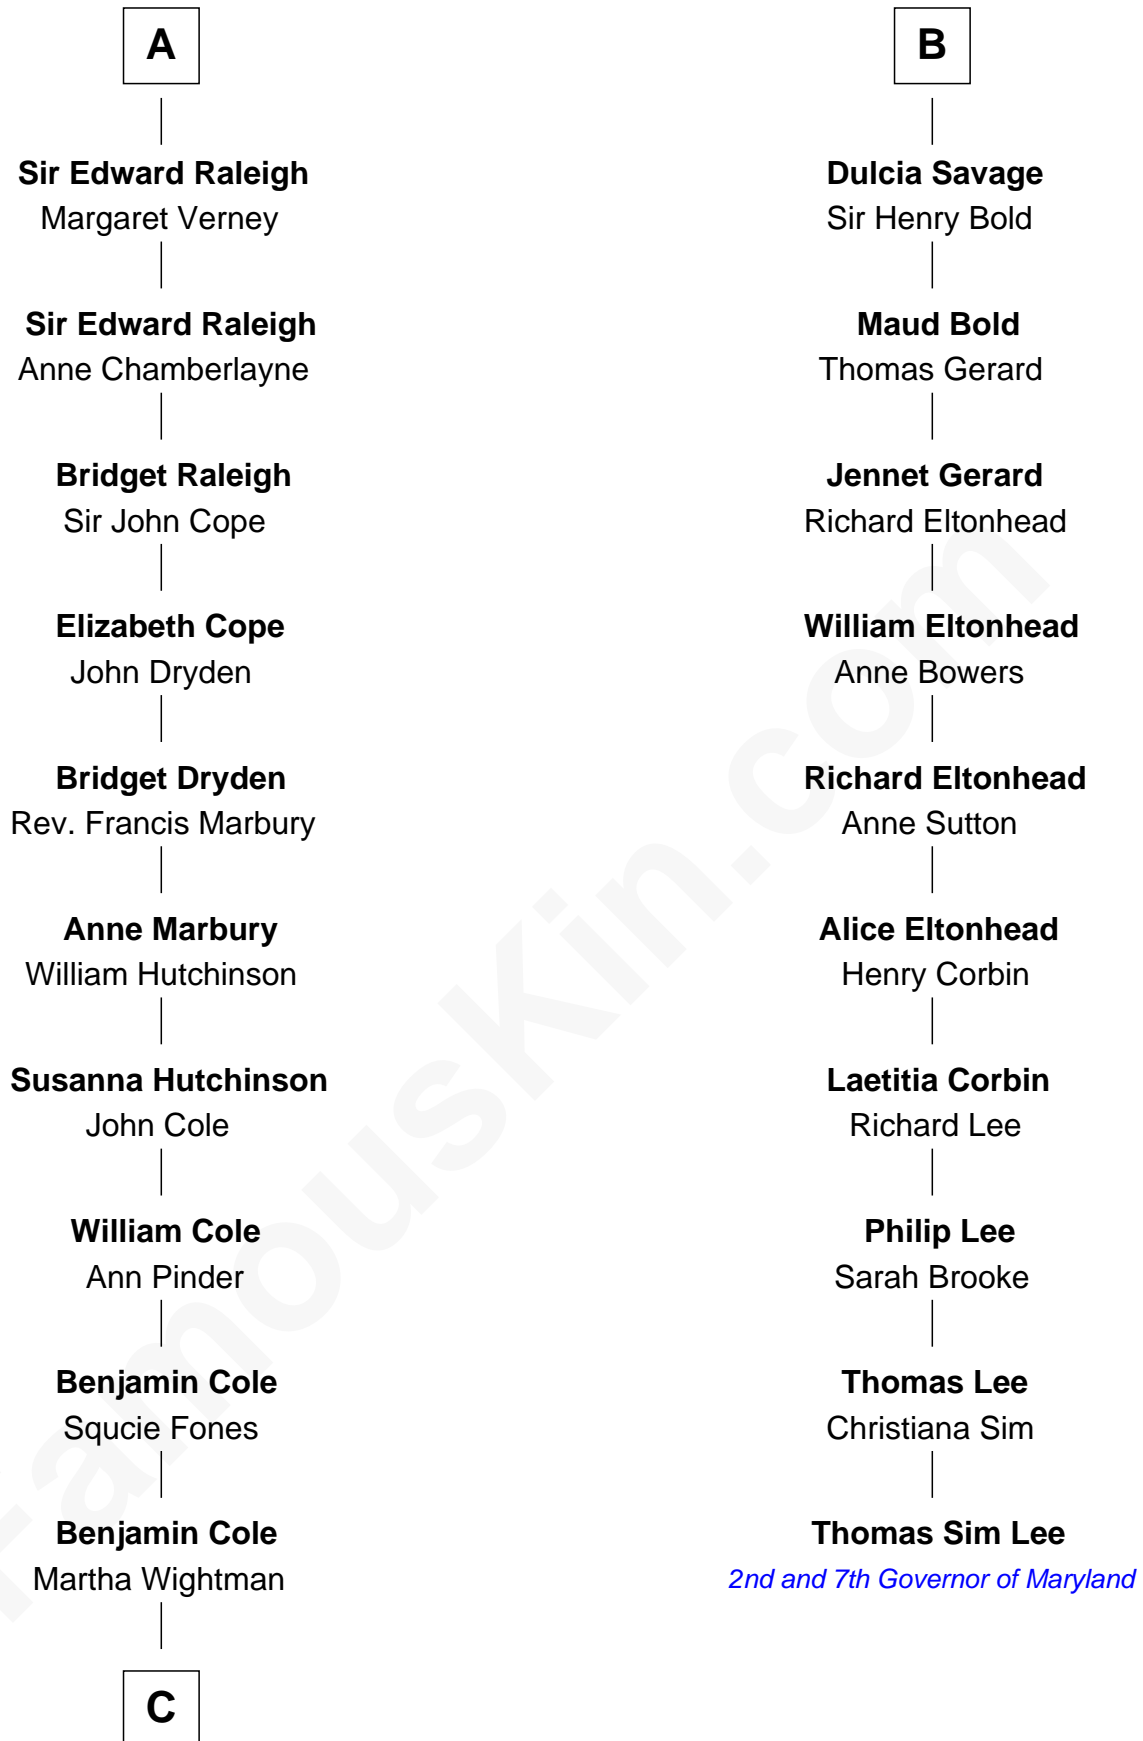 A
Sir Edward Raleigh
Margaret Verney
Sir Edward Raleigh
Anne Chamberlayne
Bridget Raleigh
Sir John Cope
Elizabeth Cope
John Dryden
Bridget Dryden
Rev. Francis Marbury
Anne Marbury
William Hutchinson
Susanna Hutchinson
John Cole
William Cole
Ann Pinder
Benjamin Cole
Squcie Fones
Benjamin Cole
Martha Wightman
C
B
Dulcia Savage
Sir Henry Bold
Maud Bold
Thomas Gerard
Jennet Gerard
Richard Eltonhead
William Eltonhead
Anne Bowers
Richard Eltonhead
Anne Sutton
Alice Eltonhead
Henry Corbin
Laetitia Corbin
Richard Lee
Philip Lee
Sarah Brooke
Thomas Lee
Christiana Sim
Thomas Sim Lee
2nd and 7th Governor of Maryland
FamousKin.com